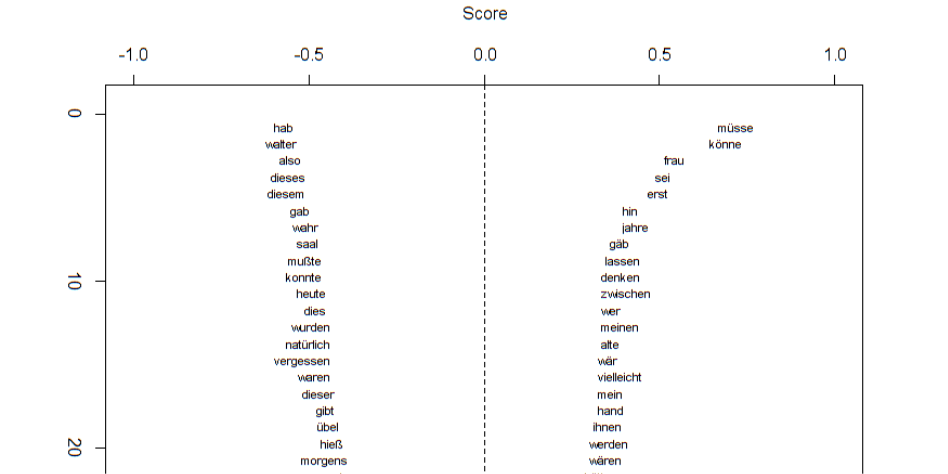 Score
-1.0 -0.5 0.0 0.5 1.0
0
hab müsse
walter könne
also frau
dieses sei
diesem erst
gab hin
wahr jahre
saal gäb
mußte lassen
10
konnte denken
heute zwischen
dies wer
wurden meinen
natürlich alte
vergessen wär
waren vielleicht
dieser mein
gibt hand
übel ihnen
20
hieß werden
morgens wären